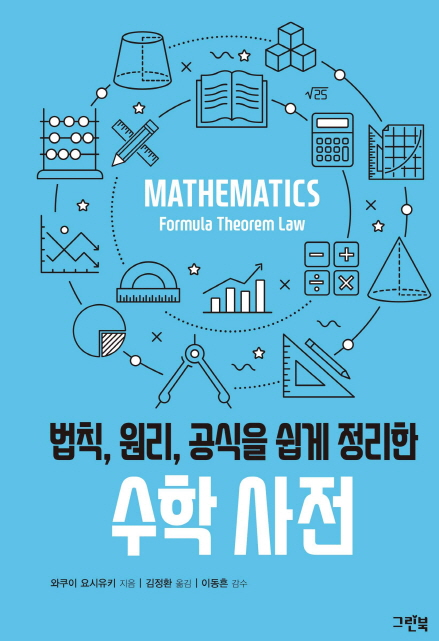 √25
MATHEMATICS
Formula Theorem Law
법칙, 원리, 공식을 쉽게 정리한
수학 사전
와쿠이 요시유키 지음 | 김정환 옮김 | 이동흔 감수
그린북